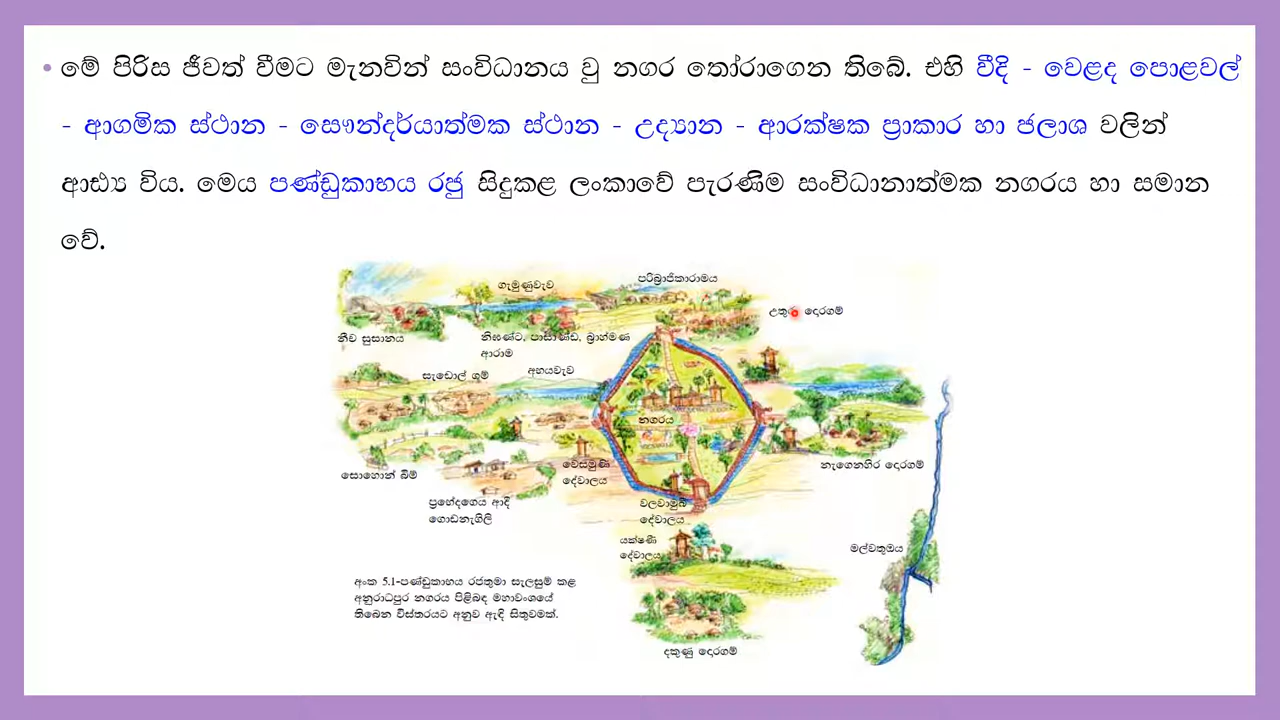 • මේ පිරිස ජීවත් වීමට මැනවින් සංවිධානය වු නගර තෝරාගෙන තිබේ. එහි වීදි - වෙළද පොළවල්
- ආගමික ස්ථාන - සෞන්දර්යාත්මක ස්ථාන - උද්‍යාන - ආරක්ෂක ප්‍රාකාර හා ජලාශ වලින්
ආඪ්‍ය විය. මෙය පණ්ඩුකාභය රජු සිදුකළ ලංකාවේ පැරණිම සංවිධානාත්මක නගරය හා සමාන
වේ.
ගැමුණුවැව
පරිබ්‍රාජිකාරාමය
උතුරු දොරගම්
නීච සුසානය
නිඝණ්ට, පාසාණ්ඩ, බ්‍රාහ්මණ
ආරාම
සැඩොල් ගම්
අභයවැව
නගරය
නැගෙනහිර දොරගම්
සොහොන් බිම්
වෙස්මුණි
දේවාලය
ප්‍රභේදගෙය ආදී
ගොඩනැගිලි
වලවාමුඛී
දේවාලය
යක්ෂණී
දේවාලය
මල්වතුඔය
අංක 5.1-පණ්ඩුකාභය රජතුමා සැලසුම් කළ
අනුරාධපුර නගරය පිළිබඳ මහාවංශයේ
තිබෙන විස්තරයට අනුව ඇඳි සිතුවමක්.
දකුණු දොරගම්